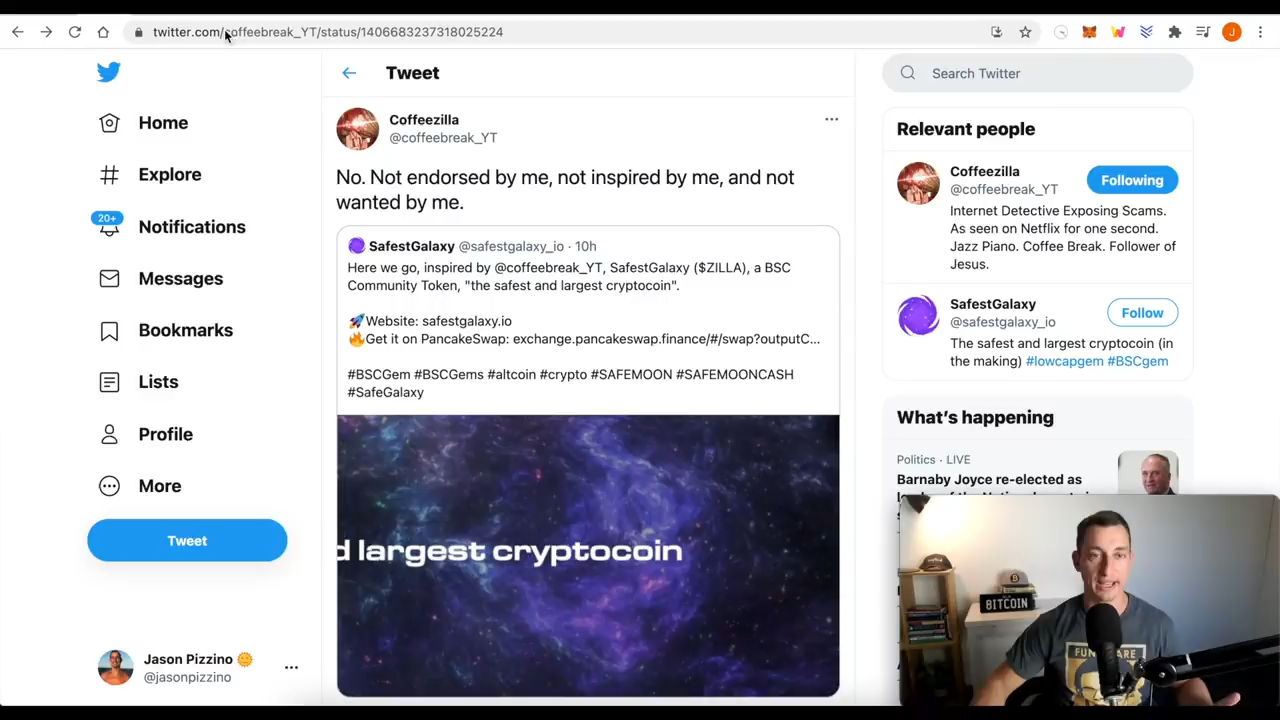 twitter.com/coffeebreak_YT/status/1406683237318025224
J
Tweet
Search Twitter
Home
Explore
20+
Notifications
Messages
Bookmarks
Lists
Profile
More
Tweet
Jason Pizzino
@jasonpizzino
Coffeezilla
@coffeebreak_YT
No. Not endorsed by me, not inspired by me, and not
wanted by me.
SafestGalaxy @safestgalaxy_io · 10h
Here we go, inspired by @coffeebreak_YT, SafestGalaxy ($ZILLA), a BSC
Community Token, "the safest and largest cryptocoin".
🚀Website: safestgalaxy.io
🔥Get it on PancakeSwap: exchange.pancakeswap.finance/#/swap?outputC...
#BSCGem #BSCGems #altcoin #crypto #SAFEMOON #SAFEMOONCASH
#SafeGalaxy
d largest cryptocoin
Relevant people
Coffeezilla
@coffeebreak_YT
Following
Internet Detective Exposing Scams.
As seen on Netflix for one second.
Jazz Piano. Coffee Break. Follower of
Jesus.
SafestGalaxy
@safestgalaxy_io
Follow
The safest and largest cryptocoin (in
the making) #lowcapgem #BSCgem
What's happening
Politics · LIVE
Barnaby Joyce re-elected as
BITCOIN